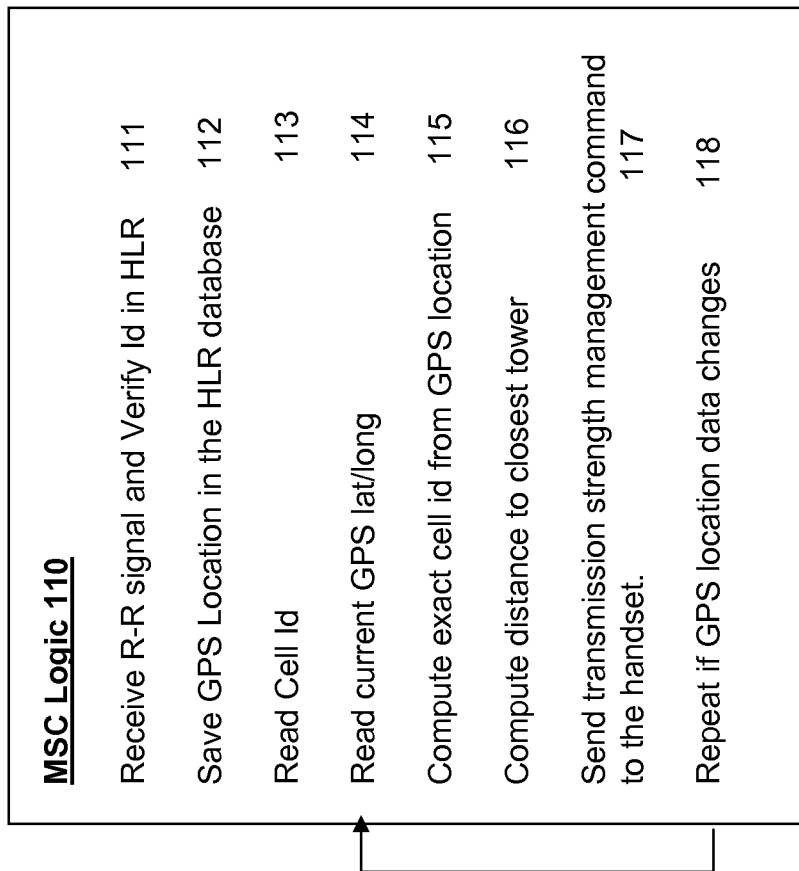 MSC Logic 110
Receive R-R signal and Verify Id in HLR 111
Save GPS Location in the HLR database 112
Read Cell Id 113
Read current GPS lat/long 114
Compute exact cell id from GPS location 115
Compute distance to closest tower 116
Send transmission strength management command
to the handset. 117
Repeat if GPS location data changes 118